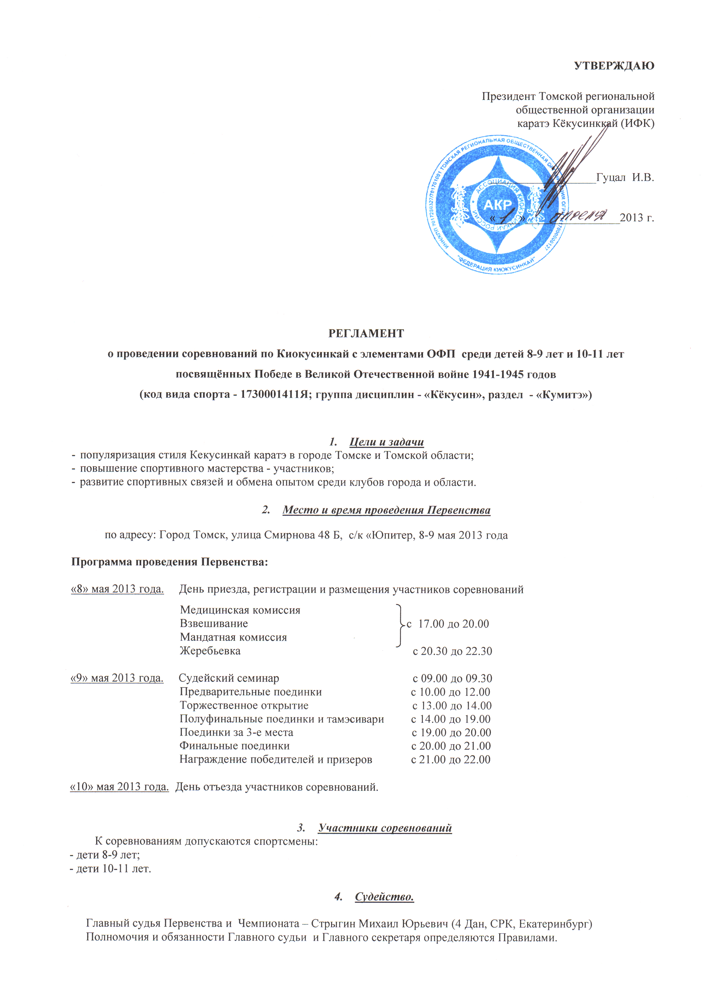 УТВЕРЖДАЮ
Президент Томской региональной
общественной организации
каратэ Кёкусинккай (ИФК)
ИНН/КПП 7017280327/701701001 ТОМСКАЯ РЕГИОНАЛЬНАЯ ОБЩЕСТВЕННАЯ
"ФЕДЕРАЦИЯ КИОКУСИНКАЙ"
АССОЦИАЦИЯ КИОКУСИНКАЙ РОССИИ
АКР
Гуцал И.В.
«1» апреля 2013 г.
РЕГЛАМЕНТ
о проведении соревнований по Киокусинкай с элементами ОФП среди детей 8-9 лет и 10-11 лет
посвящённых Победе в Великой Отечественной войне 1941-1945 годов
(код вида спорта - 1730001411Я; группа дисциплин - «Кёкусин», раздел - «Кумитэ»)
1. Цели и задачи
- популяризация стиля Кекусинкай каратэ в городе Томске и Томской области;
- повышение спортивного мастерства - участников;
- развитие спортивных связей и обмена опытом среди клубов города и области.
2. Место и время проведения Первенства
по адресу: Город Томск, улица Смирнова 48 Б, с/к «Юпитер, 8-9 мая 2013 года
Программа проведения Первенства:
«8» мая 2013 года. День приезда, регистрации и размещения участников соревнований
Медицинская комиссия
Взвешивание с 17.00 до 20.00
Мандатная комиссия
Жеребьевка с 20.30 до 22.30
«9» мая 2013 года. Судейский семинар с 09.00 до 09.30
Предварительные поединки с 10.00 до 12.00
Торжественное открытие с 13.00 до 14.00
Полуфинальные поединки и тамэсивари с 14.00 до 19.00
Поединки за 3-е места с 19.00 до 20.00
Финальные поединки с 20.00 до 21.00
Награждение победителей и призеров с 21.00 до 22.00
«10» мая 2013 года. День отъезда участников соревнований.
3. Участники соревнований
К соревнованиям допускаются спортсмены:
- дети 8-9 лет;
- дети 10-11 лет.
4. Судейство.
Главный судья Первенства и Чемпионата – Стрыгин Михаил Юрьевич (4 Дан, СРК, Екатеринбург)
Полномочия и обязанности Главного судьи и Главного секретаря определяются Правилами.